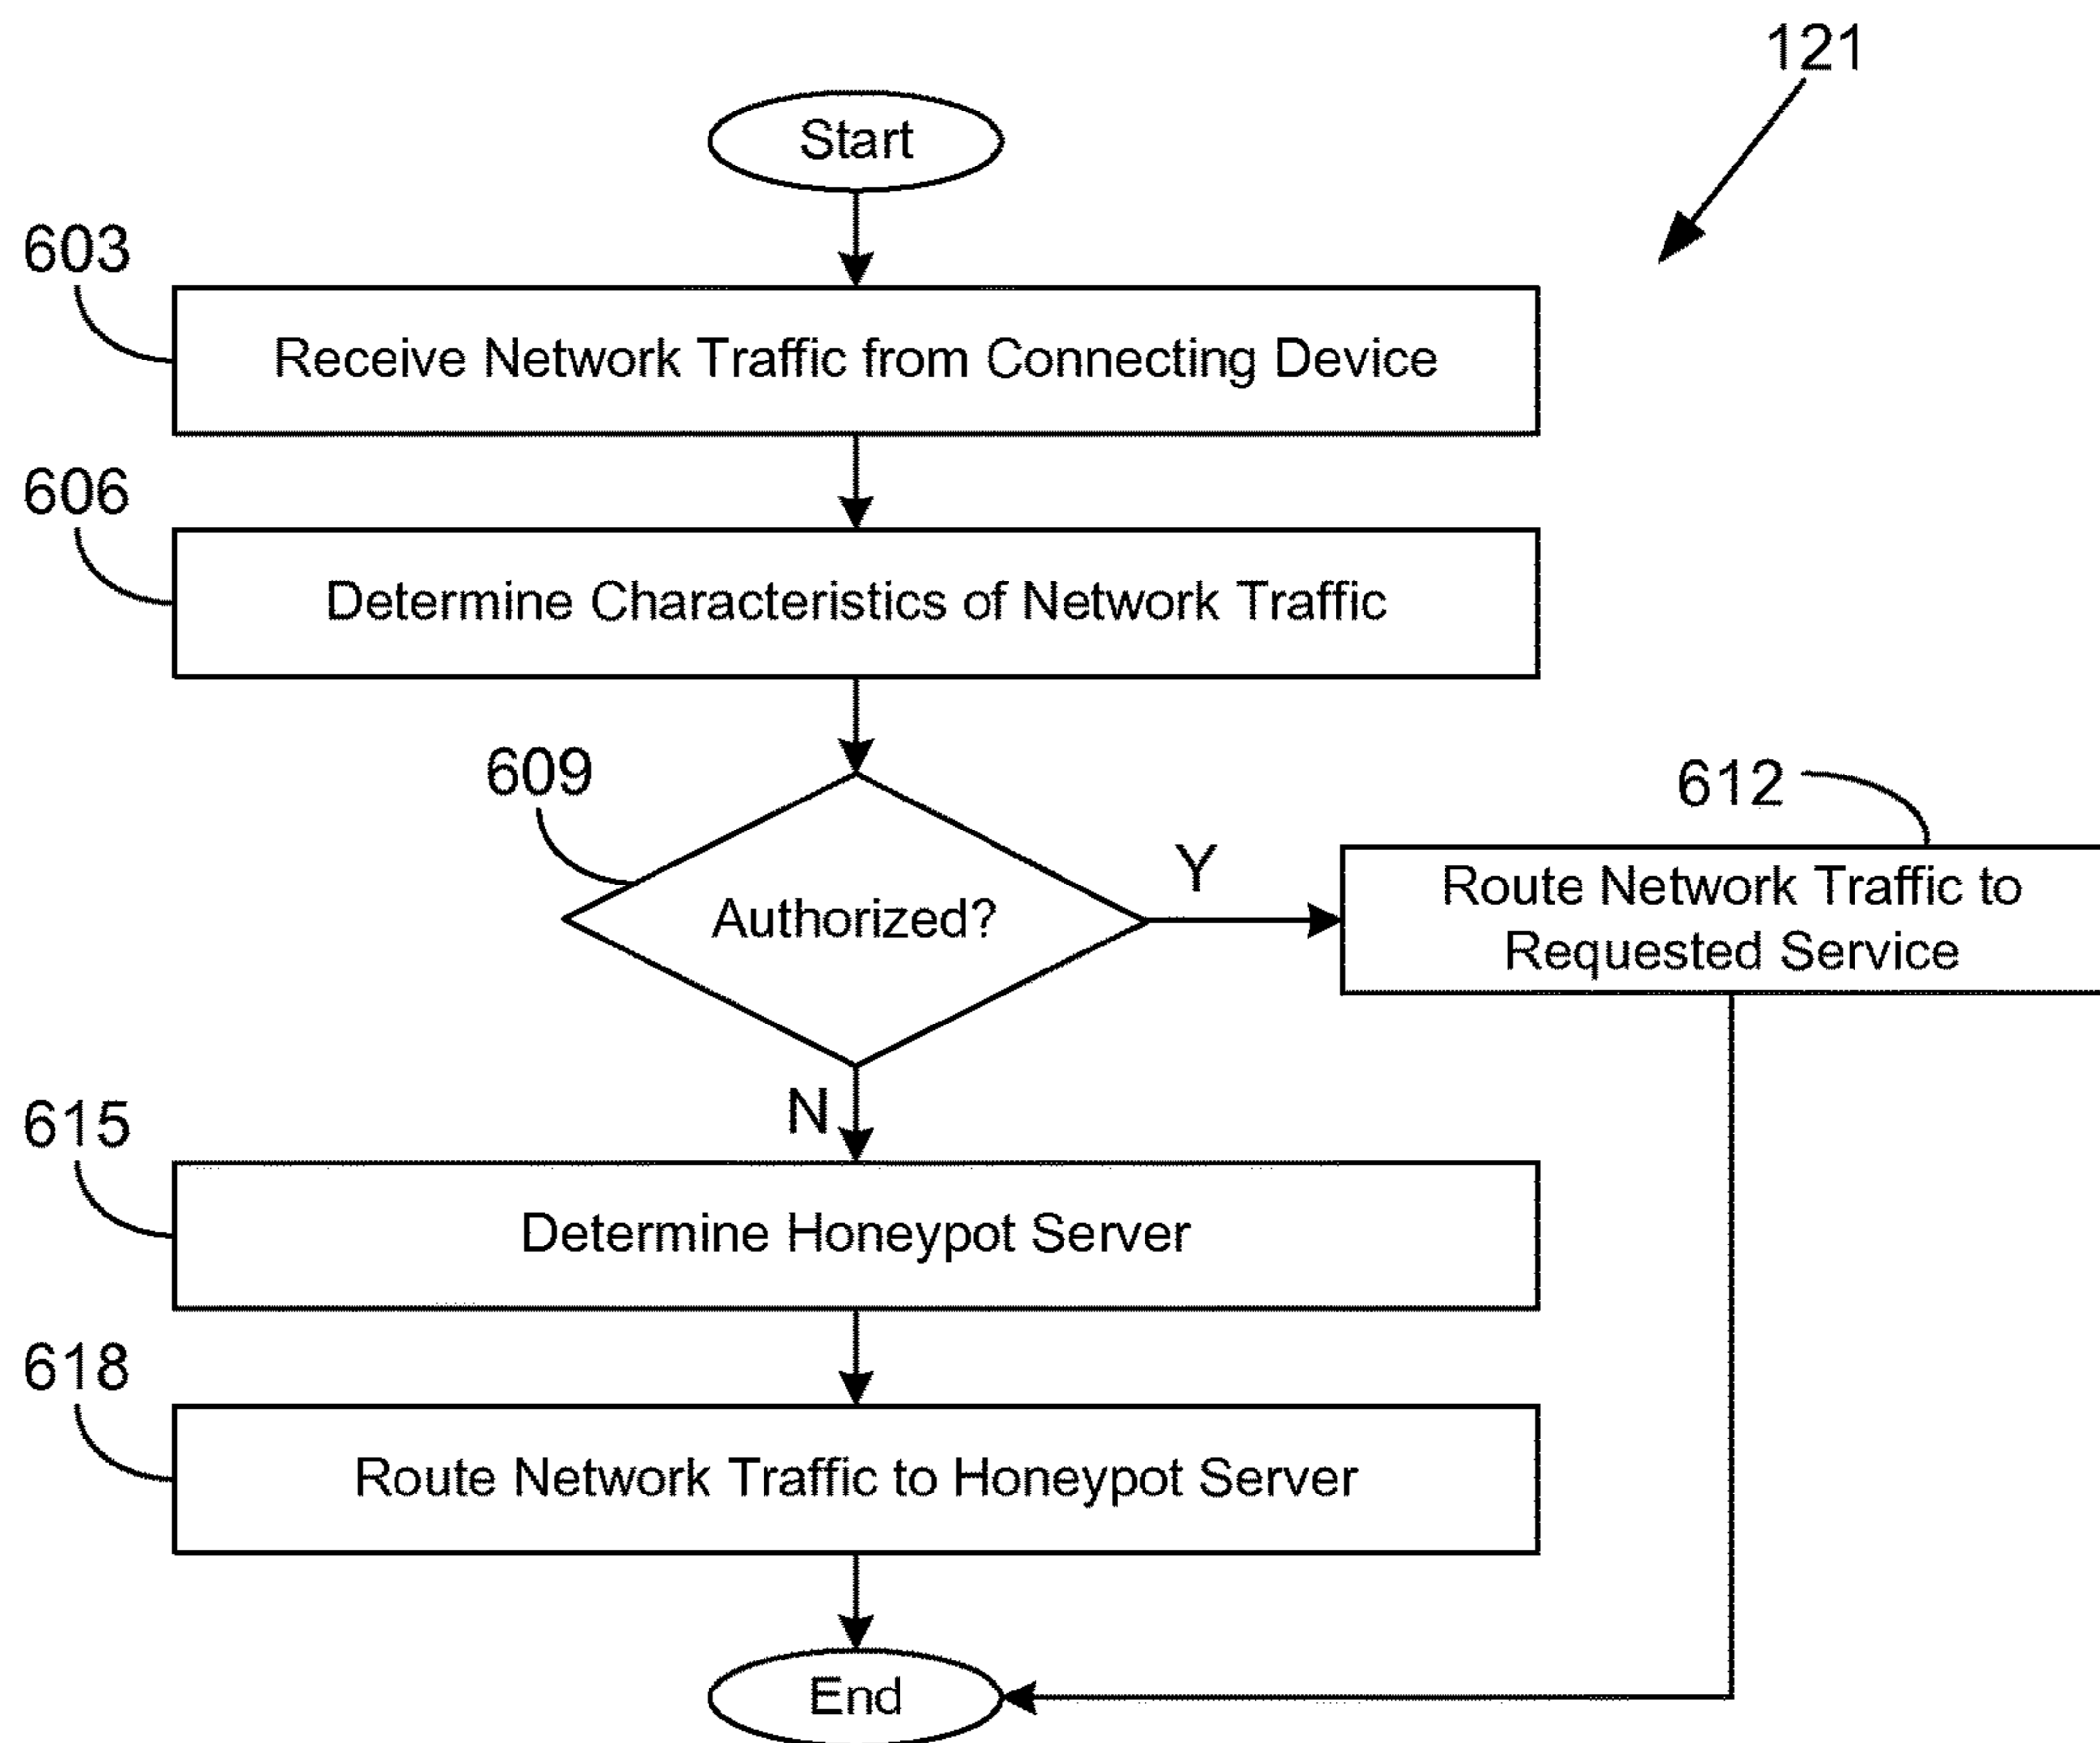 121
Start
603
Receive Network Traffic from Connecting Device
606
Determine Characteristics of Network Traffic
609
Authorized?
Y
612
Route Network Traffic to
Requested Service
N
615
Determine Honeypot Server
618
Route Network Traffic to Honeypot Server
End